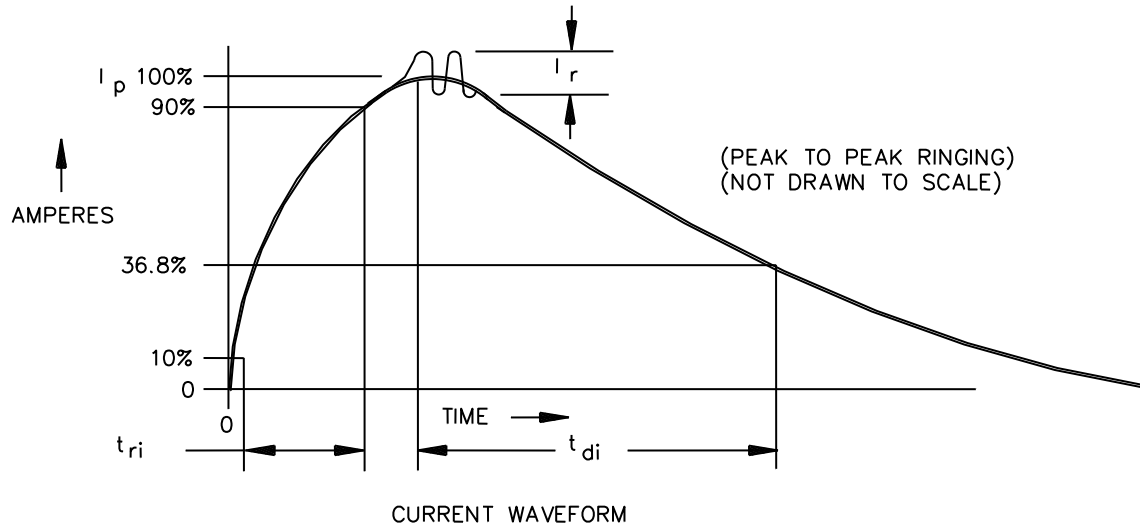 I p 100%
I r
90%
(PEAK TO PEAK RINGING)
(NOT DRAWN TO SCALE)
AMPERES
36.8%
10%
0
0
TIME
t ri
t di
CURRENT WAVEFORM